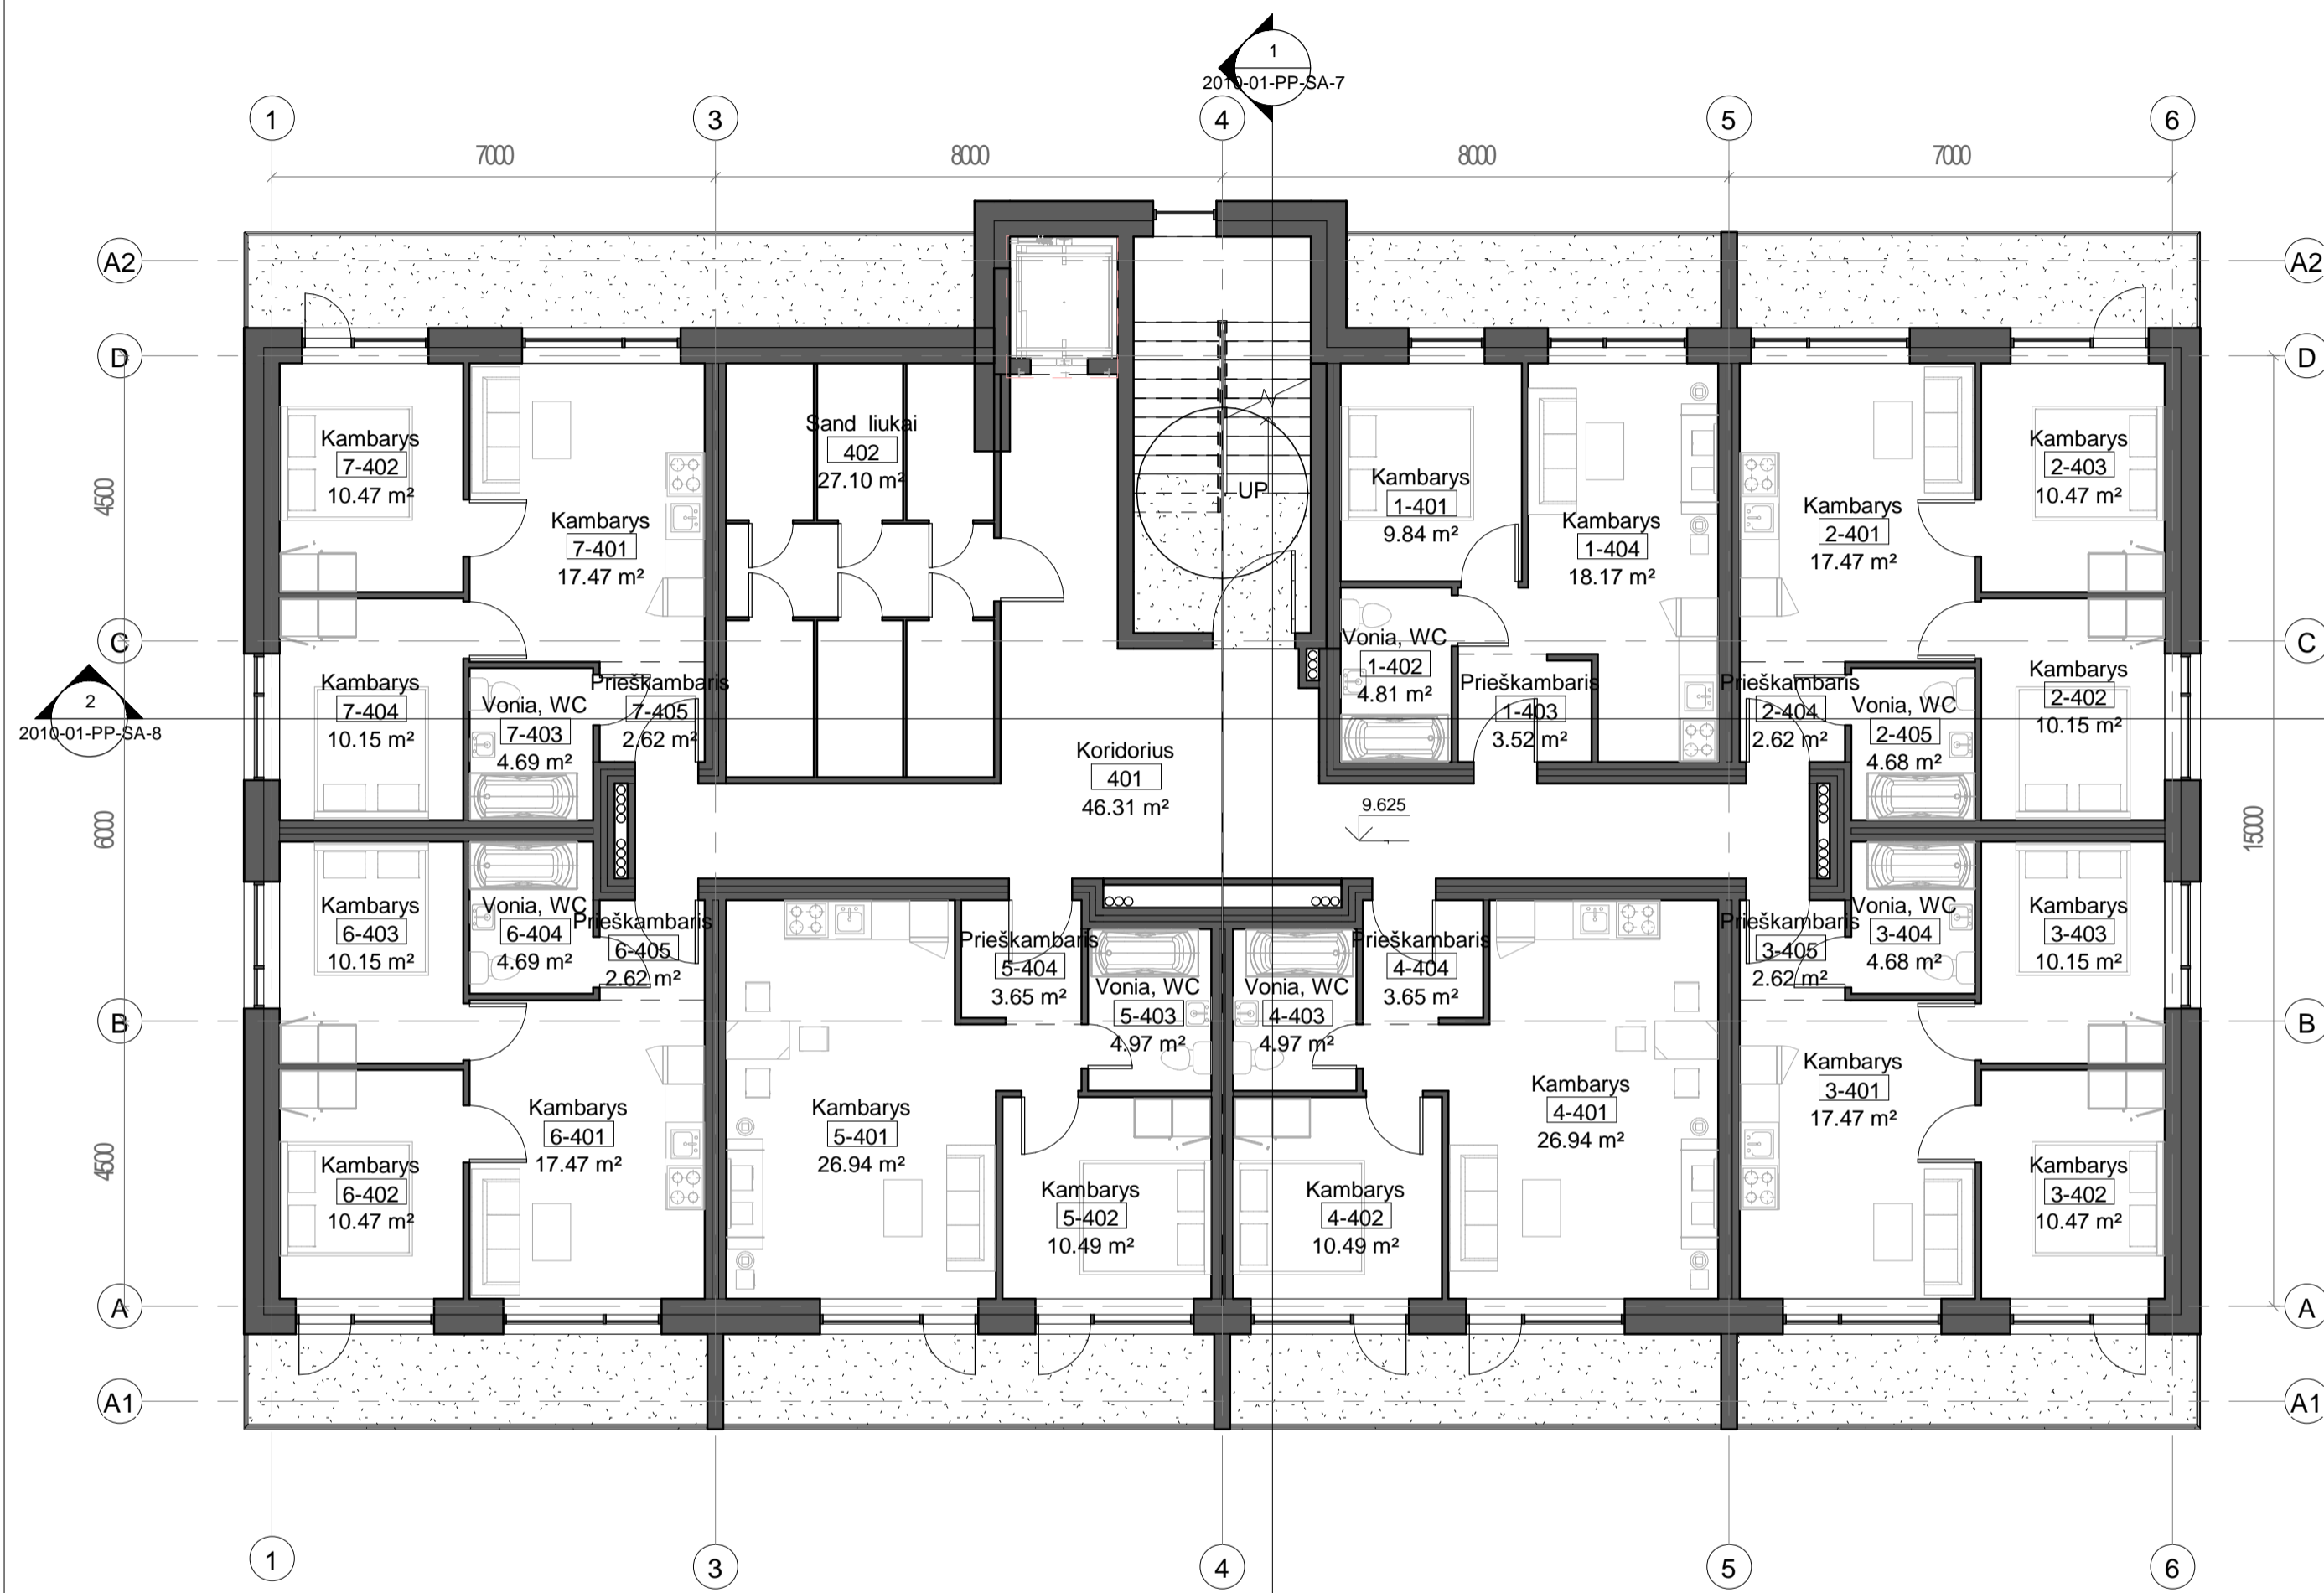 1
2010-01-PP-SA-7
1
3
4
5
6
7000
8000
8000
7000
A2
A2
D
D
Kambarys
7-402
10.47 m²
Kambarys
7-401
17.47 m²
Sand liukai
402
27.10 m²
UP
Kambarys
1-401
9.84 m²
Kambarys
1-404
18.17 m²
Kambarys
2-401
17.47 m²
Kambarys
2-403
10.47 m²
4500
C
C
2
2010-01-PP-SA-8
Kambarys
7-404
10.15 m²
Vonia, WC
7-403
4.69 m²
Prieškambaris
7-405
2.62 m²
Koridorius
401
46.31 m²
Vonia, WC
1-402
4.81 m²
Prieškambaris
1-403
3.52 m²
Prieškambaris
2-404
2.62 m²
Vonia, WC
2-405
4.68 m²
Kambarys
2-402
10.15 m²
9.625
6000
15000
Kambarys
6-403
10.15 m²
Vonia, WC
6-404
4.69 m²
Prieškambaris
6-405
2.62 m²
Prieškambaris
5-404
3.65 m²
Vonia, WC
5-403
4.97 m²
Vonia, WC
4-403
4.97 m²
Prieškambaris
4-404
3.65 m²
Prieškambaris
3-405
2.62 m²
Vonia, WC
3-404
4.68 m²
Kambarys
3-403
10.15 m²
B
B
Kambarys
6-402
10.47 m²
Kambarys
6-401
17.47 m²
Kambarys
5-401
26.94 m²
Kambarys
5-402
10.49 m²
Kambarys
4-402
10.49 m²
Kambarys
4-401
26.94 m²
Kambarys
3-401
17.47 m²
Kambarys
3-402
10.47 m²
4500
A
A
A1
A1
1
3
4
5
6